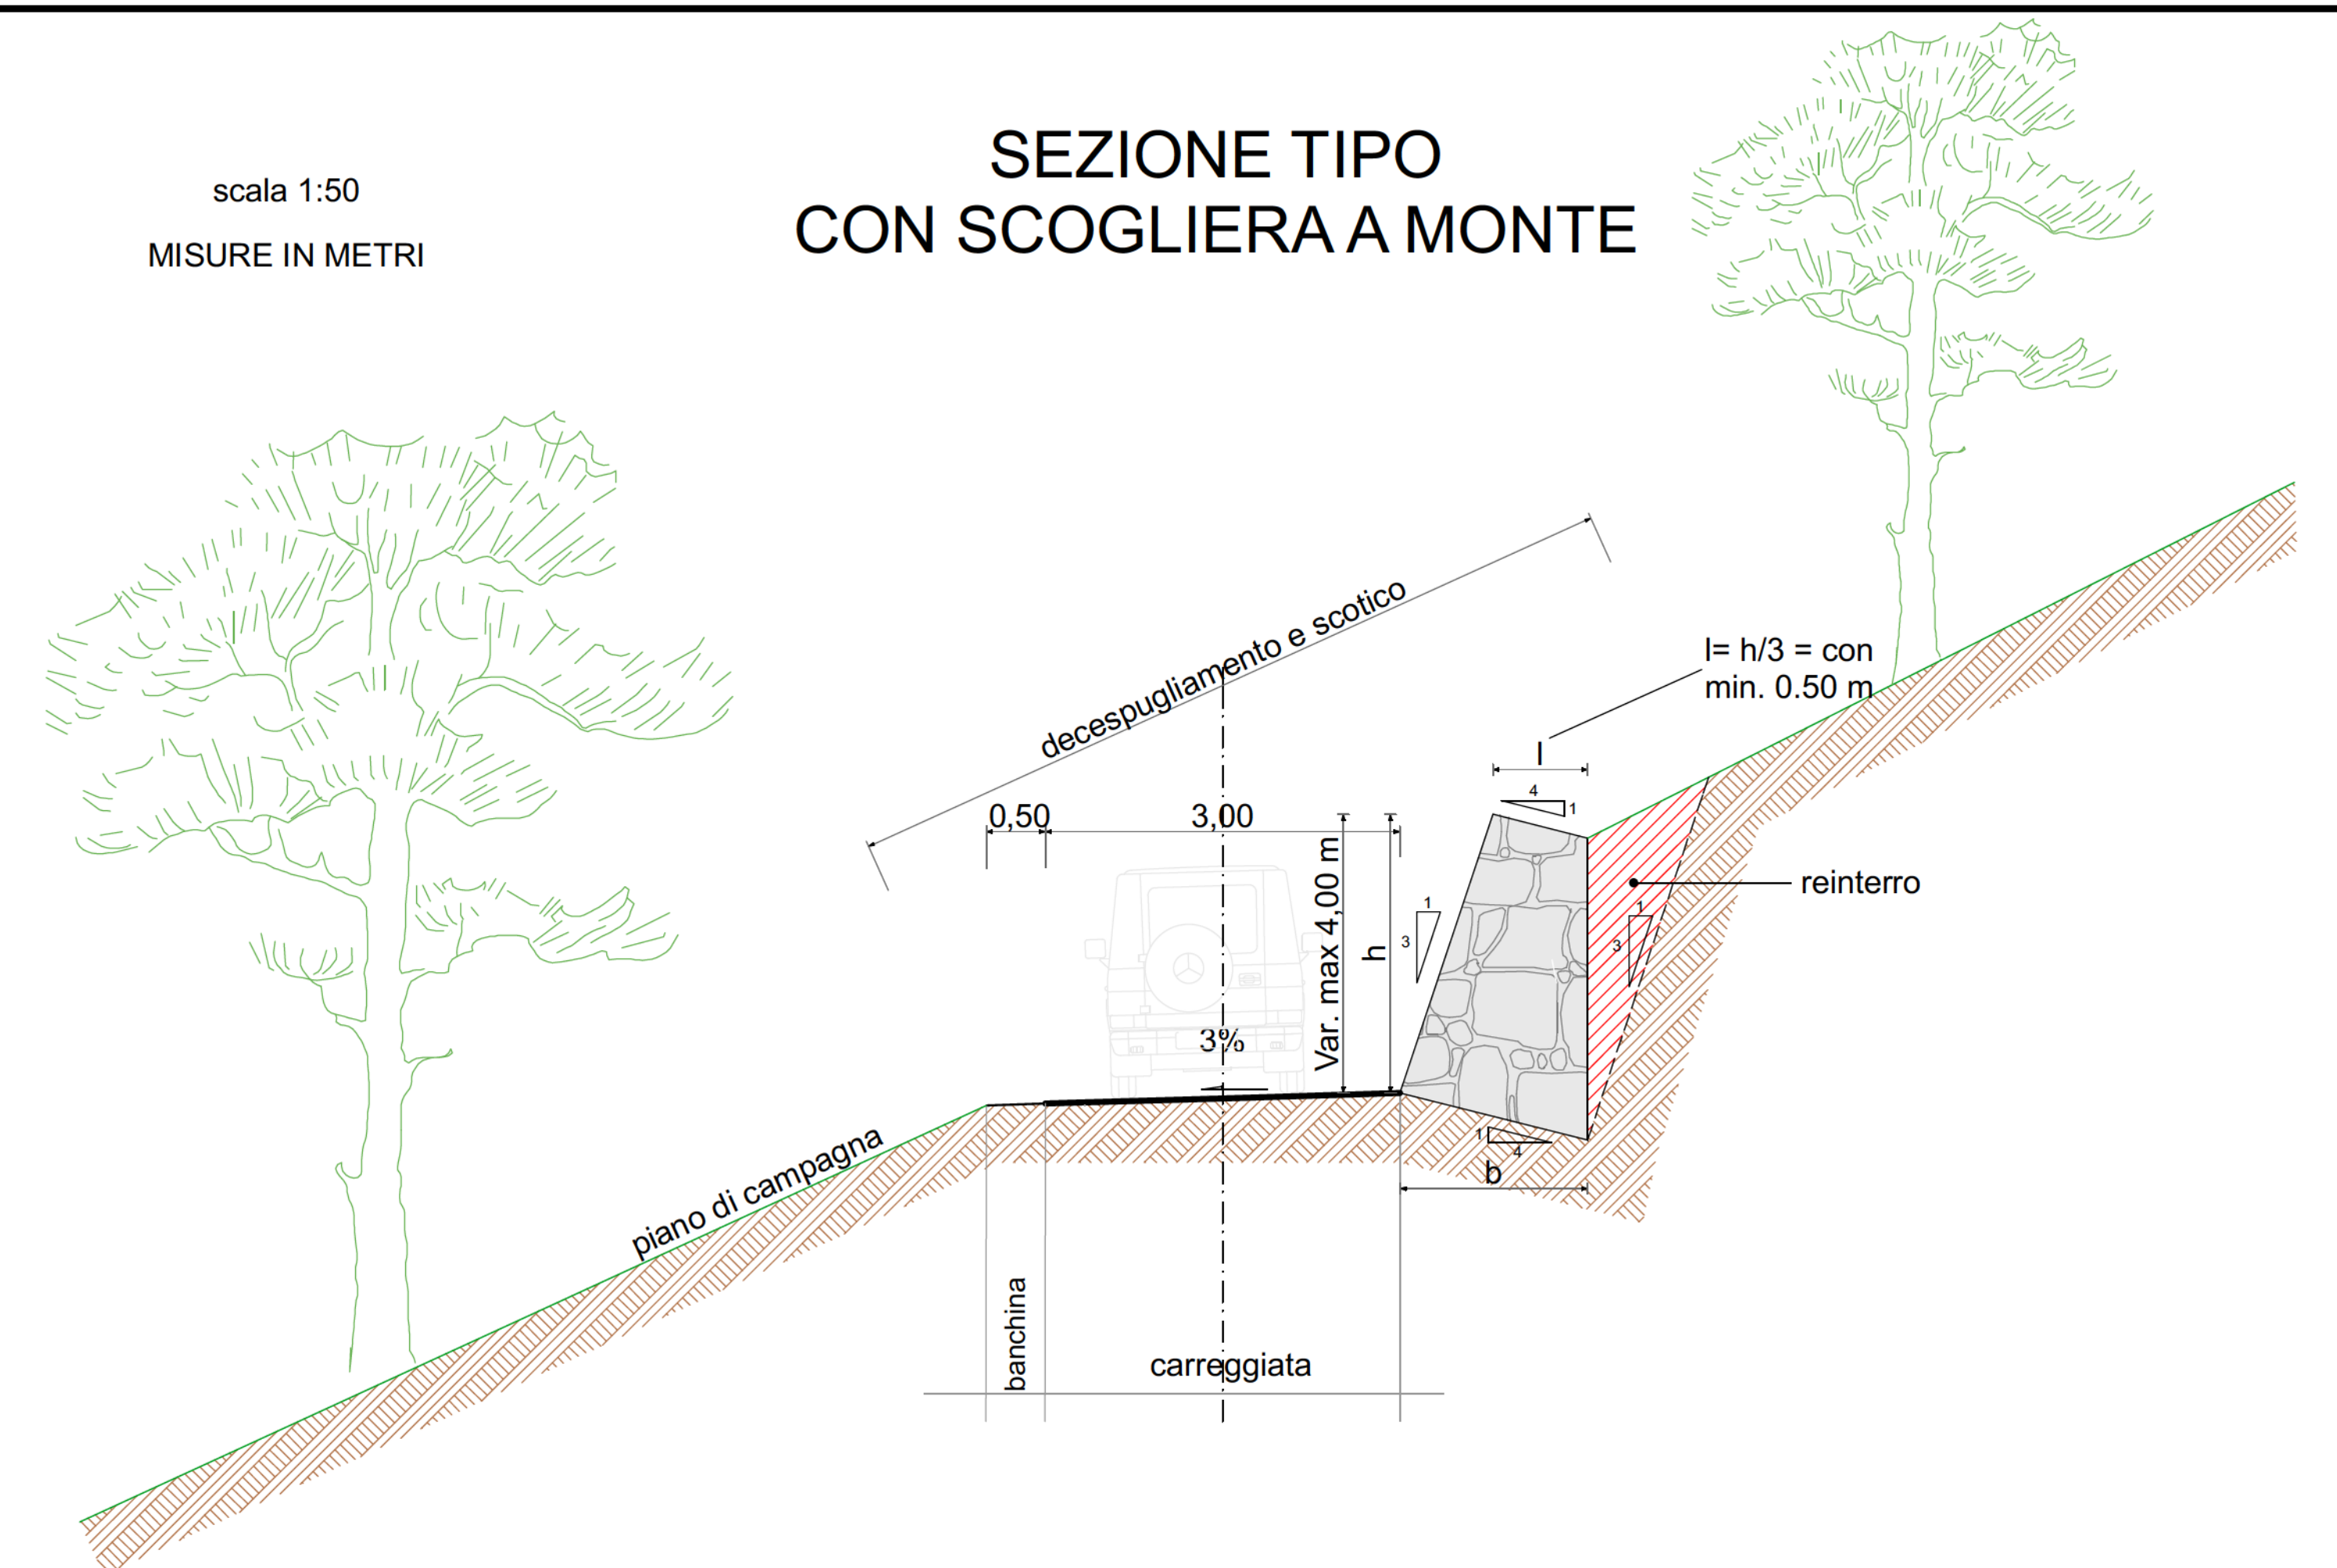 SEZIONE TIPO
CON SCOGLIERA A MONTE
scala 1:50
MISURE IN METRI
decespugliamento e scotico
l= h/3 = con
min. 0.50 m
l
4
1
0,50
3,00
Var. max 4,00 m
h
1
3
reinterro
1
3
3%
1
4
b
piano di campagna
banchina
carreggiata